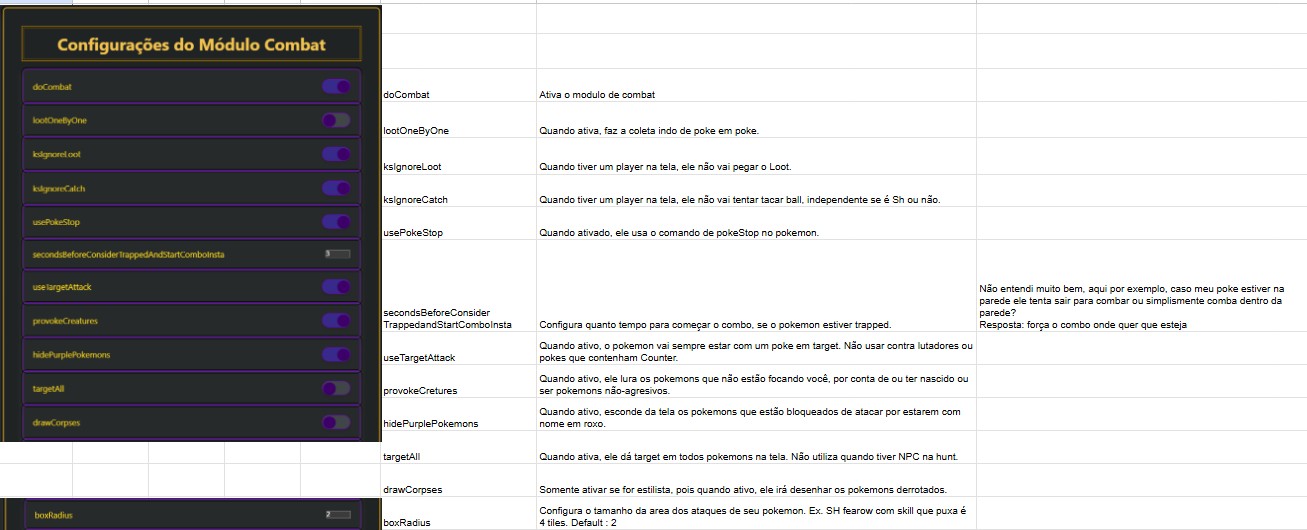 Configurações do Módulo Combat
doCombat
lootOneByOne
ksIgnoreLoot
ksIgnoreCatch
usePokeStop
secondsBeforeConsiderTrappedAndStartComboInsta
3
useTargetAttack
provokeCreatures
hidePurplePokemons
targetAll
drawCorpses
boxRadius
2
doCombat
Ativa o modulo de combat
lootOneByOne
Quando ativa, faz a coleta indo de poke em poke.
ksIgnoreLoot
Quando tiver um player na tela, ele não vai pegar o Loot.
ksIgnoreCatch
Quando tiver um player na tela, ele não vai tentar tacar ball, independente se é Sh ou não.
usePokeStop
Quando ativado, ele usa o comando de pokeStop no pokemon.
secondsBeforeConsider
TrappedandStartComboInsta
Configura quanto tempo para começar o combo, se o pokemon estiver trapped.
Não entendi muito bem, aqui por exemplo, caso meu poke estiver na
parede ele tenta sair para combar ou simplismente comba dentro da
parede?
Resposta: força o combo onde quer que esteja
useTargetAttack
Quando ativo, o pokemon vai sempre estar com um poke em target. Não usar contra lutadores ou
pokes que contenham Counter.
provokeCretures
Quando ativo, ele lura os pokemons que não estão focando você, por conta de ou ter nascido ou
ser pokemons não-agresivos.
hidePurplePokemons
Quando ativo, esconde da tela os pokemons que estão bloqueados de atacar por estarem com
nome em roxo.
targetAll
Quando ativa, ele dá target em todos pokemons na tela. Não utiliza quando tiver NPC na hunt.
drawCorpses
Somente ativar se for estilista, pois quando ativo, ele irá desenhar os pokemons derrotados.
boxRadius
Configura o tamanho da area dos ataques de seu pokemon. Ex. SH fearow com skill que puxa é
4 tiles. Default : 2